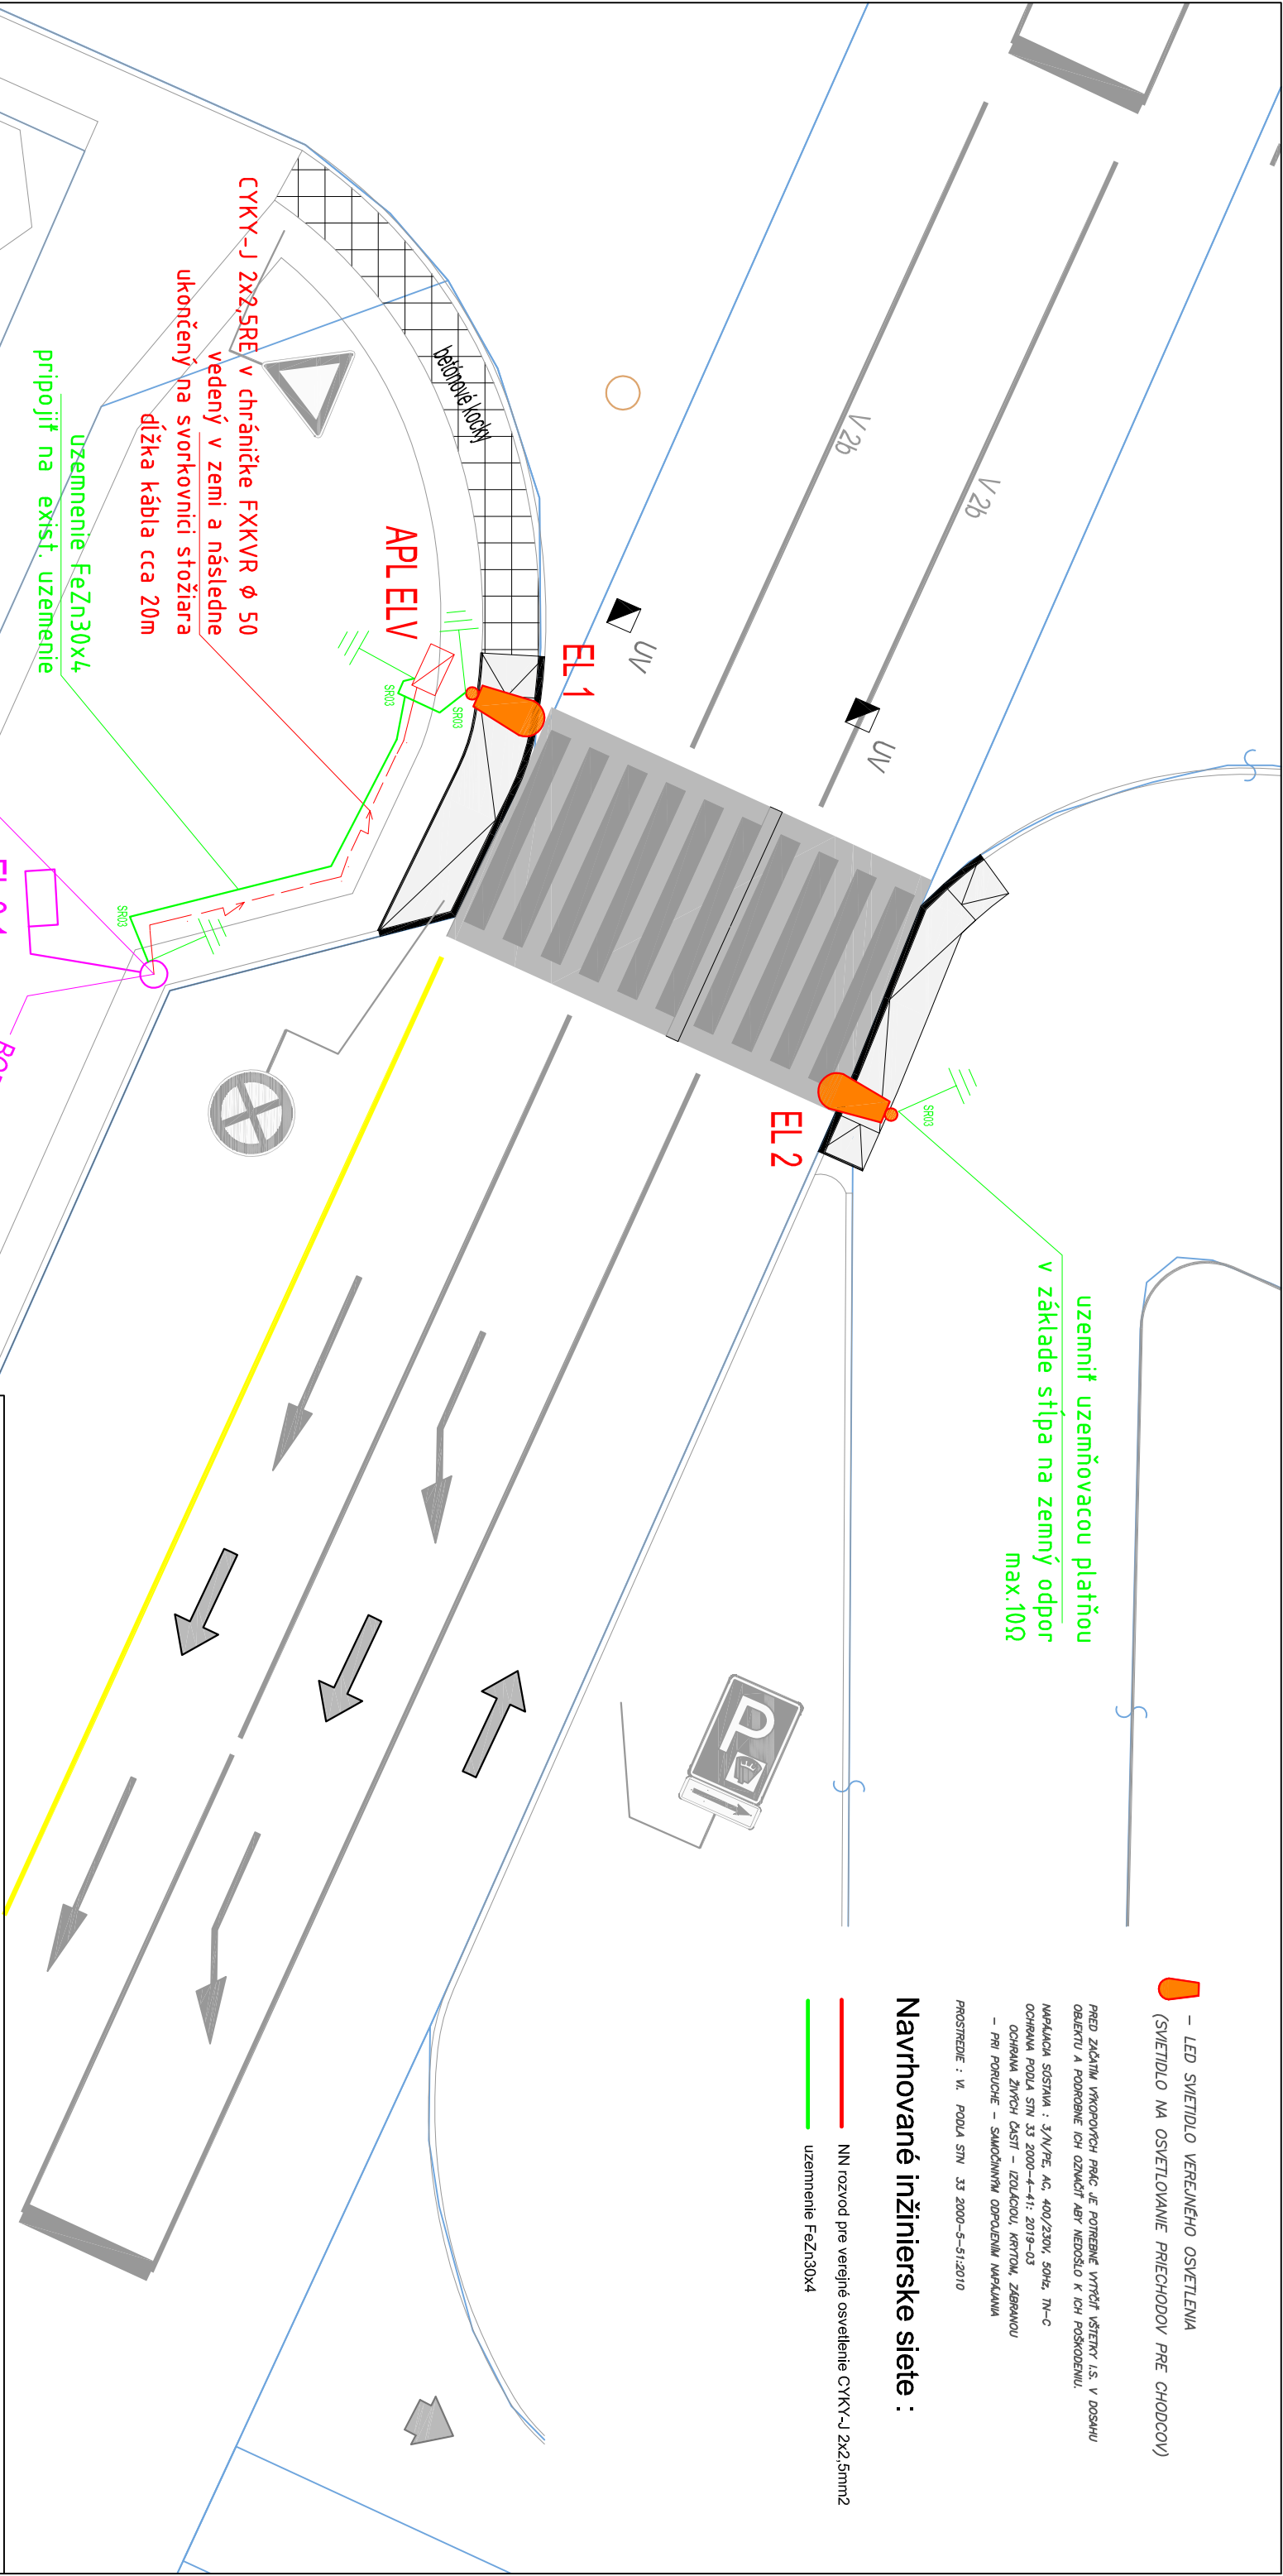 – LED SVIETIDLO VEREJNÉHO OSVETLENIA
(SVIETIDLO NA OSVETLOVANIE PRIECHODOV PRE CHODCOV)
PRED ZAČATÍM VÝKOPOVÝCH PRÁC JE POTREBNÉ VYTÝČIŤ VŠETKY I.S. V DOSAHU
OBJEKTU A PODROBNE ICH OZNAČIŤ ABY NEDOŠLO K ICH POŠKODENIU.
NAPÁJACIA SÚSTAVA : 3/N/PE, AC, 400/230V, 50Hz, TN-C
OCHRANA PODĽA STN 33 2000-4-41: 2019-03
OCHRANA ŽIVÝCH ČASTÍ – IZOLÁCIOU, KRYTOM, ZÁBRANOU
– PRI PORUCHE – SAMOČINNÝM ODPOJENÍM NAPÁJANIA
PROSTREDIE : VI. PODĽA STN 33 2000-5-51:2010
Navrhované inžinierske siete :
NN rozvod pre verejné osvetlenie CYKY-J 2x2,5mm2
uzemnenie FeZn30x4
uzemniť uzemňovacou platňou
v základe stĺpa na zemný odpor
max.10Ω
SR03
EL 2
V 2b
V 2b
UV
UV
P
EL 1
betónové kocky
APL ELV
SR03
SR03
CYKY-J 2x2,5RE v chráničke FXKVR ø 50
vedený v zemi a následne
ukončený na svorkovnici stožiara
dĺžka kábla cca 20m
uzemnenie FeZn30x4
pripojiť na exist. uzemenie
SR03